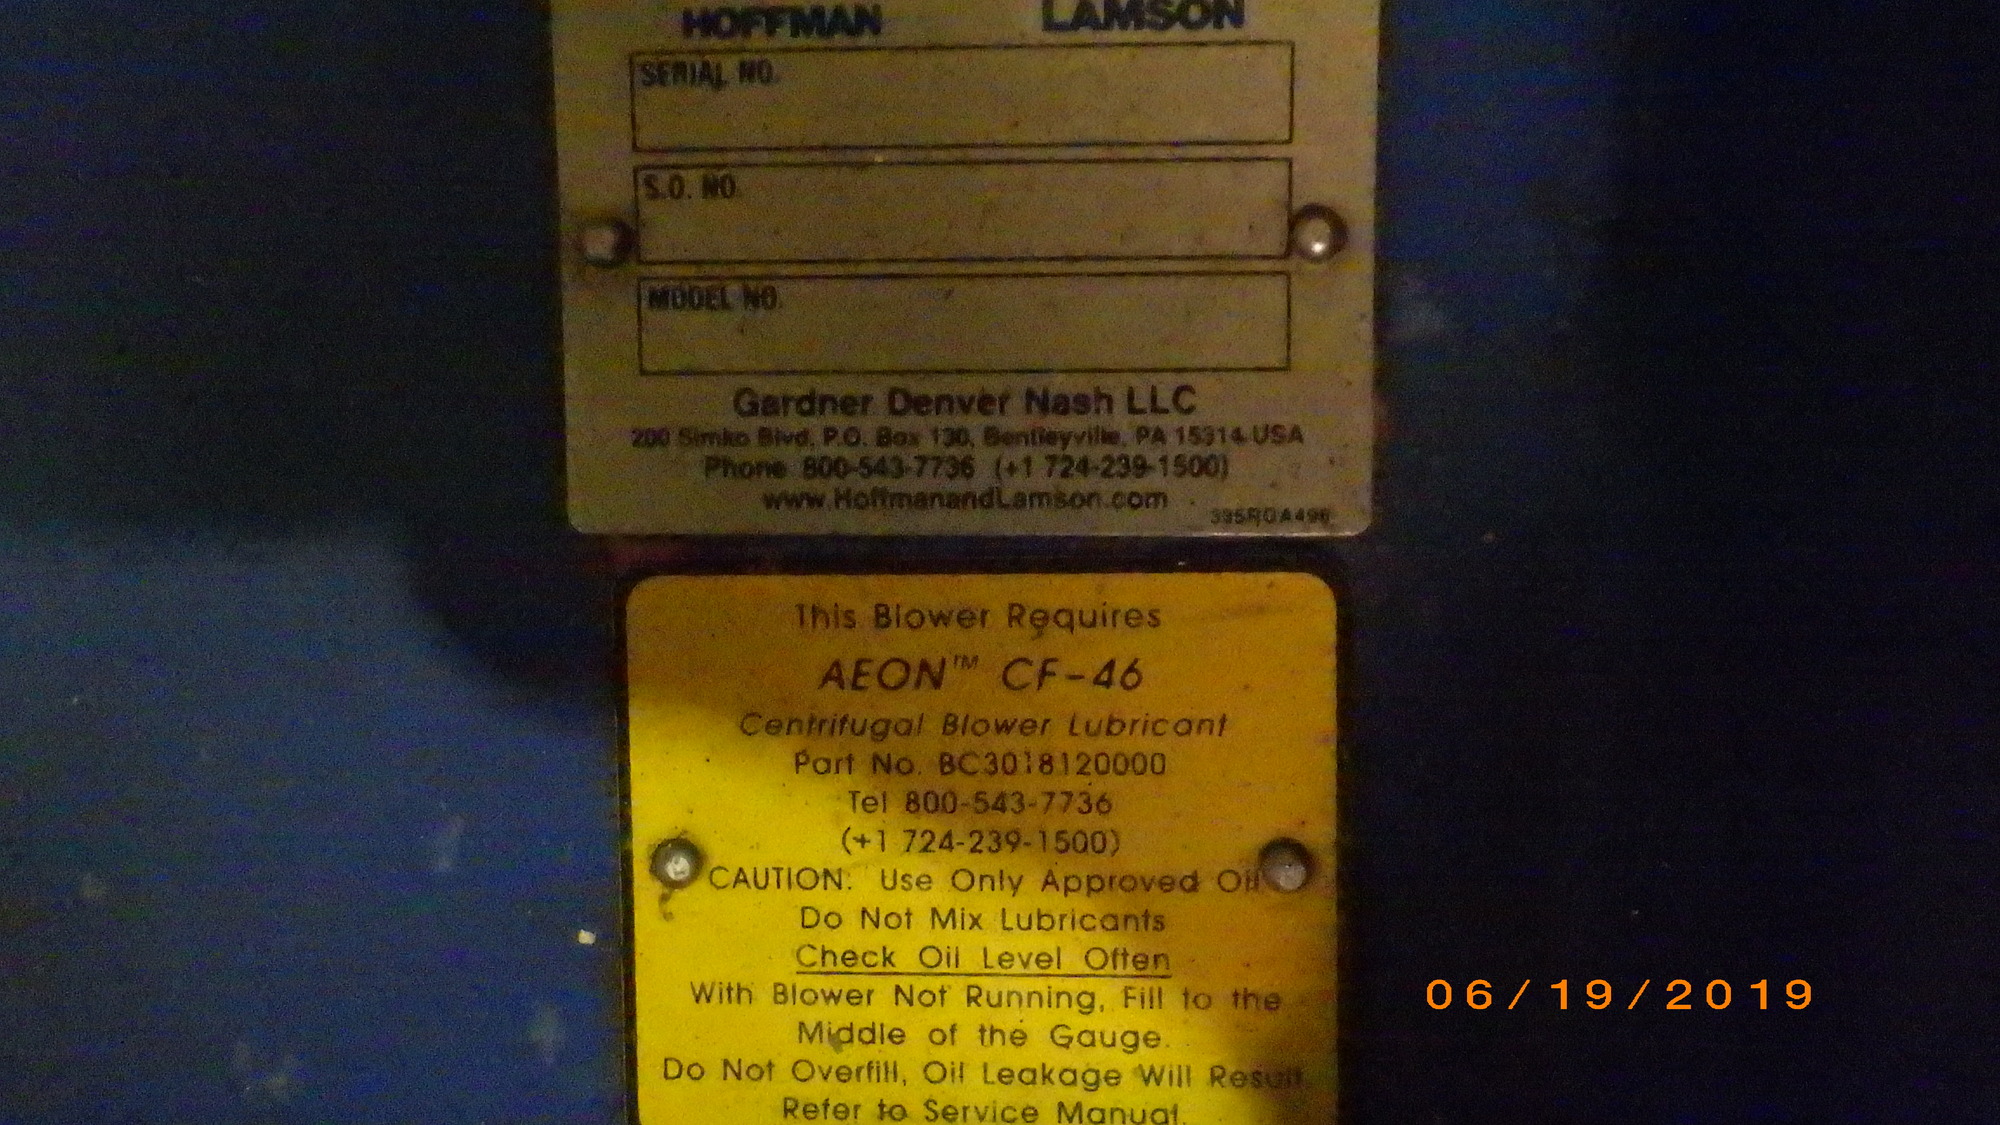 HOFFMAN LAMSON
SERIAL NO.
S.O. NO.
MODEL NO.
Gardner Denver Nash LLC
200 Simko Blvd, P.O. Box 130, Bentleyville, PA 15314 USA
Phone 800-543-7736 (+1 724-239-1500)
www.HoffmanandLamson.com
This Blower Requires
AEON™ CF-46
Centrifugal Blower Lubricant
Part No. BC3018120000
Tel 800-543-7736
(+1 724-239-1500)
CAUTION: Use Only Approved Oil
Do Not Mix Lubricants
Check Oil Level Often
With Blower Not Running, Fill to the
Middle of the Gauge.
Do Not Overfill, Oil Leakage Will Result.
Refer to Service Manual.
06/19/2019